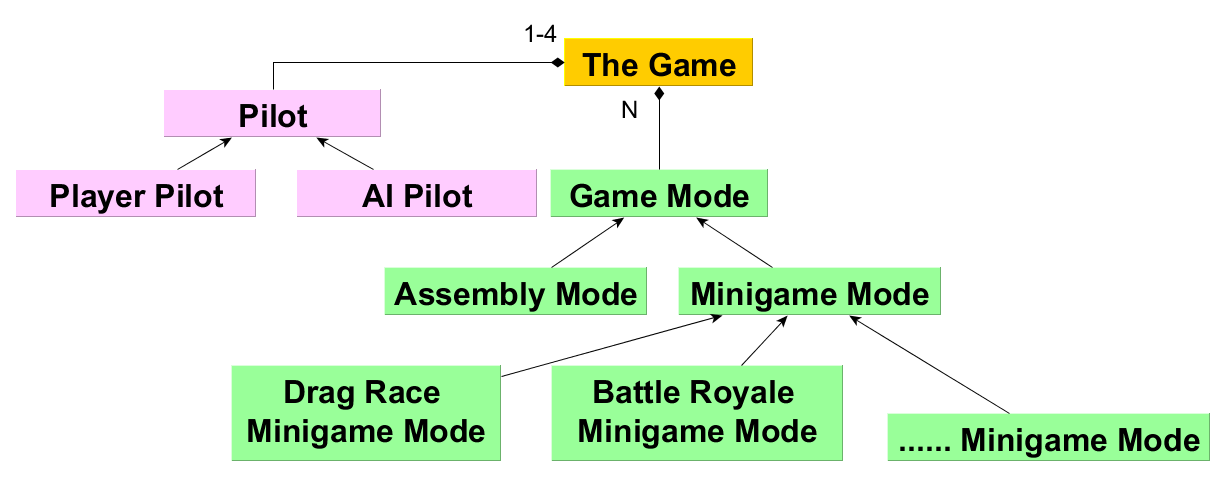 1-4
The Game
N
Pilot
Player Pilot
AI Pilot
Game Mode
Assembly Mode
Minigame Mode
Drag Race
Minigame Mode
Battle Royale
Minigame Mode
...... Minigame Mode